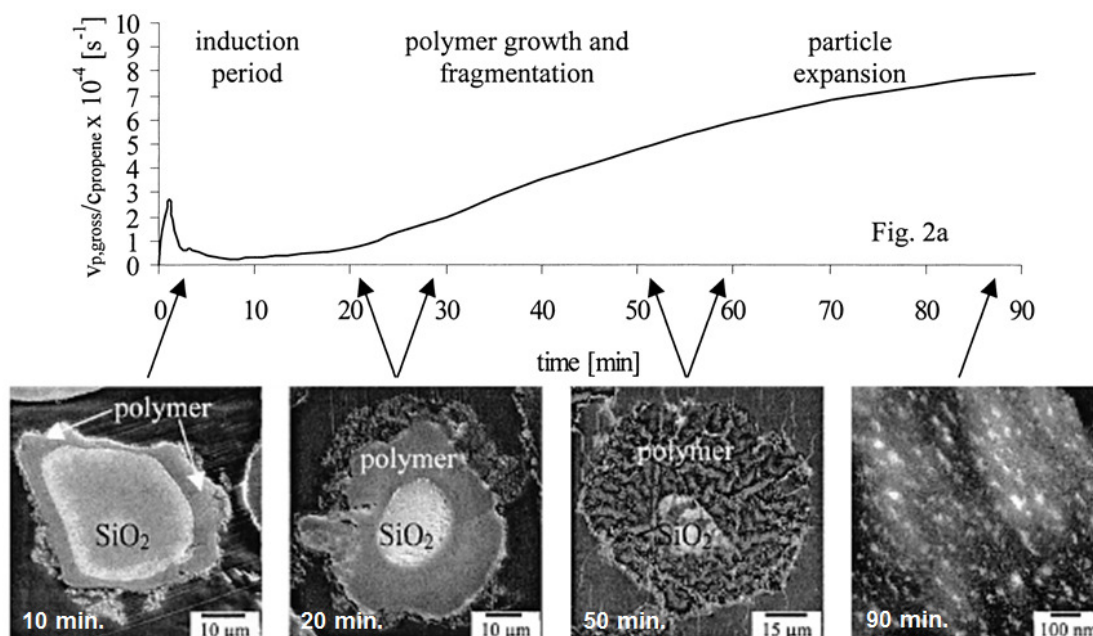 10
9
8
7
6
5
4
3
2
1
0
v_p,gross/c_propene x 10^-4 [s^-1]
induction
period
polymer growth and
fragmentation
particle
expansion
Fig. 2a
0 10 20 30 40 50 60 70 80 90
time [min]
polymer
SiO₂
10 min.
10 µm
polymer
SiO₂
20 min.
10 µm
polymer
SiO₂
50 min.
15 µm
90 min.
100 nm